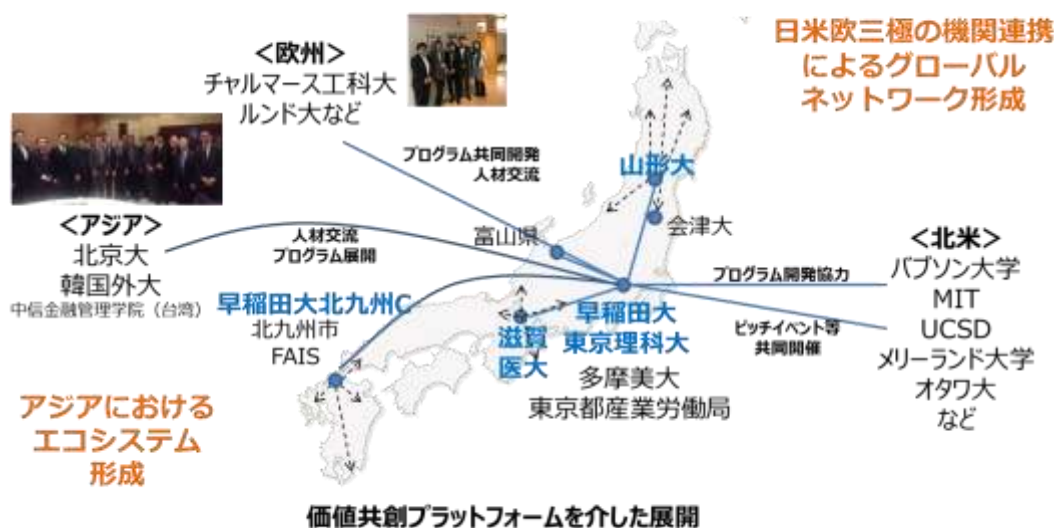 日米欧三極の機関連携
によるグローバル
ネットワーク形成
<欧州>
チャルマース工科大
ルンド大など
プログラム共同開発
人材交流
山形大
会津大
富山県
<アジア>
北京大
韓国外大
中信金融管理学院（台湾）
人材交流
プログラム展開
<北米>
バブソン大学
MIT
UCSD
メリーランド大学
オタワ大
など
プログラム開発協力
ピッチイベント等
共同開催
早稲田大北九州C
北九州市
FAIS
滋賀
医大
早稲田大
東京理科大
多摩美大
東京都産業労働局
アジアにおける
エコシステム
形成
価値共創プラットフォームを介した展開